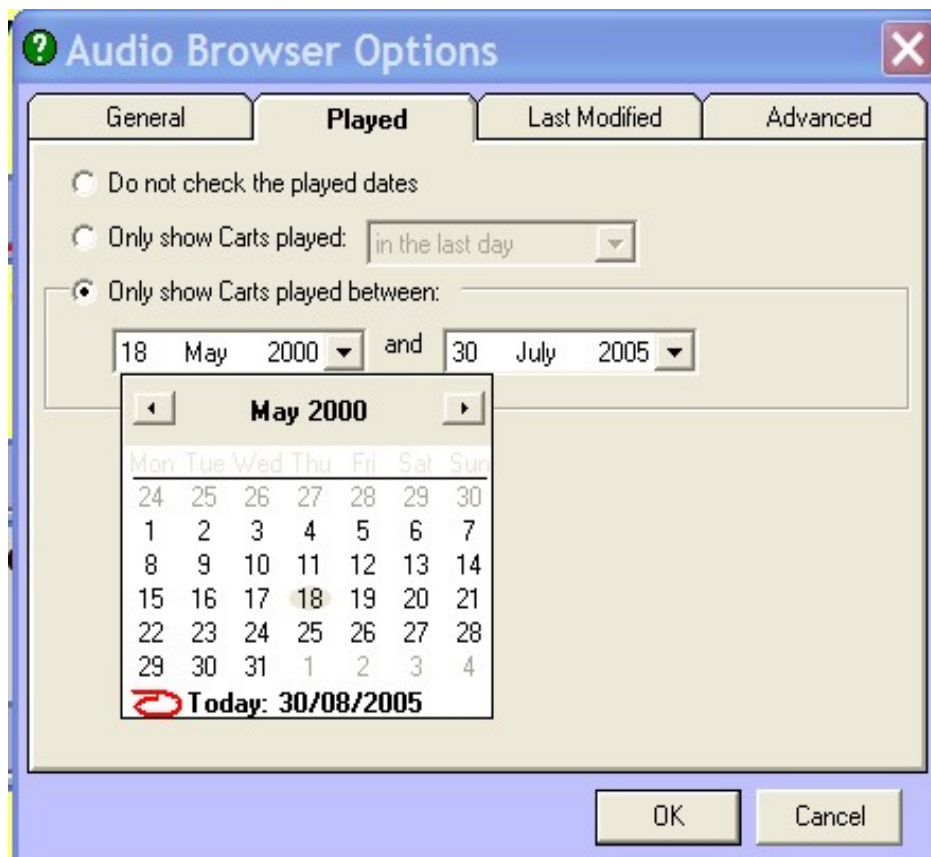 Audio Browser Options
General Played Last Modified Advanced
Do not check the played dates
Only show Carts played: in the last day
Only show Carts played between:
18 May 2000 and 30 July 2005
May 2000
Mon Tue Wed Thu Fri Sat Sun
24 25 26 27 28 29 30
1 2 3 4 5 6 7
8 9 10 11 12 13 14
15 16 17 18 19 20 21
22 23 24 25 26 27 28
29 30 31 1 2 3 4
Today: 30/08/2005
OK Cancel